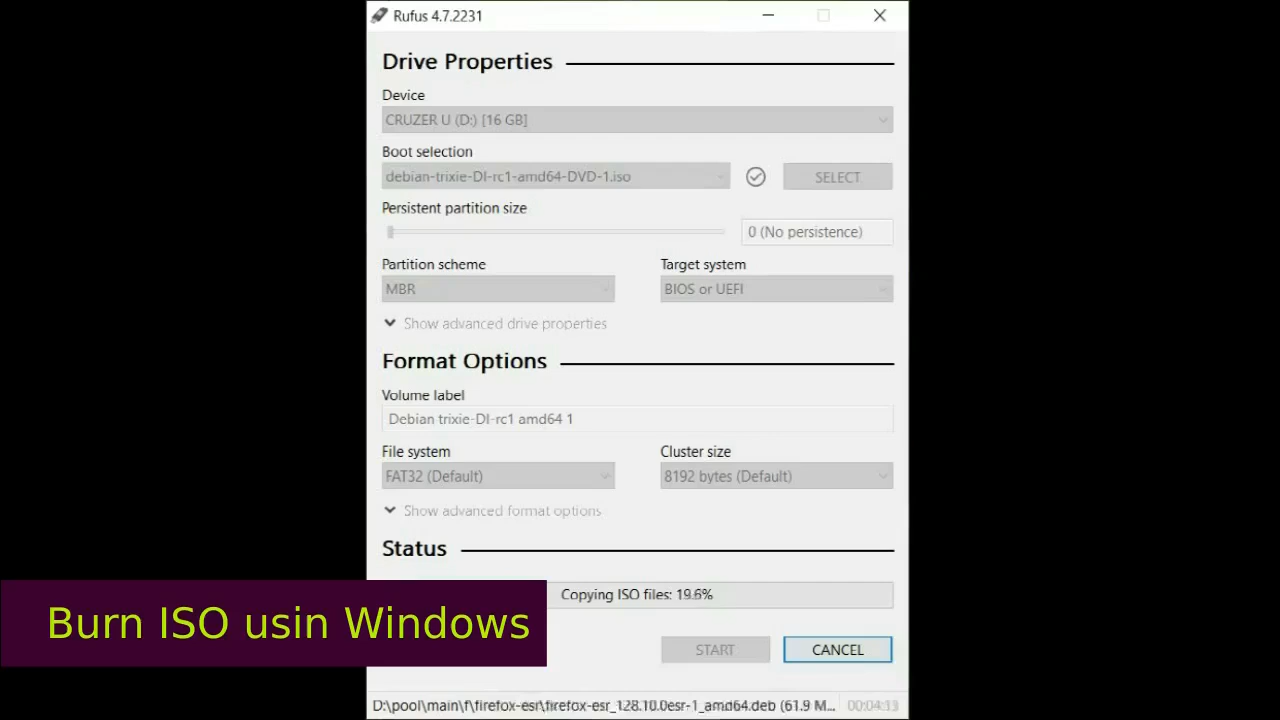 Rufus 4.7.2231
Drive Properties
Device
CRUZER U (D:) [16 GB]
Boot selection
debian-trixie-DI-rc1-amd64-DVD-1.iso
SELECT
Persistent partition size
0 (No persistence)
Partition scheme
Target system
MBR
BIOS or UEFI
Show advanced drive properties
Format Options
Volume label
Debian trixie-DI-rc1 amd64 1
File system
Cluster size
FAT32 (Default)
8192 bytes (Default)
Show advanced format options
Status
Copying ISO files: 19.6%
Burn ISO usin Windows
START
CANCEL
D:\pool\main\f\firefox-esr\firefox-esr_128.10.0esr-1_amd64.deb (61.9 M...